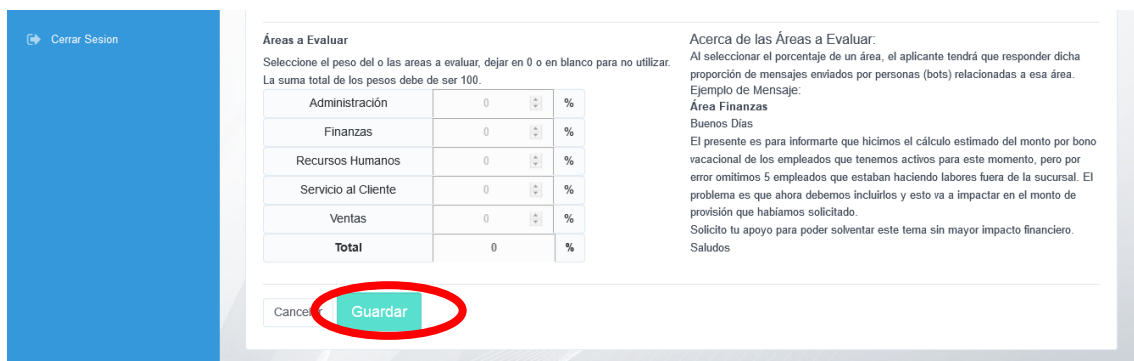 Cerrar Sesion
Áreas a Evaluar
Seleccione el peso del o las areas a evaluar, dejar en 0 o en blanco para no utilizar.
La suma total de los pesos debe de ser 100.
Administración 0 %
Finanzas 0 %
Recursos Humanos 0 %
Servicio al Cliente 0 %
Ventas 0 %
Total 0 %
Acerca de las Áreas a Evaluar:
Al seleccionar el porcentaje de un área, el aplicante tendrá que responder dicha
proporción de mensajes enviados por personas (bots) relacionadas a esa área.
Ejemplo de Mensaje:
Área Finanzas
Buenos Días
El presente es para informarte que hicimos el cálculo estimado del monto por bono
vacacional de los empleados que tenemos activos para este momento, pero por
error omitimos 5 empleados que estaban haciendo labores fuera de la sucursal. El
problema es que ahora debemos incluirlos y esto va a impactar en el monto de
provisión que habíamos solicitado.
Solicito tu apoyo para poder solventar este tema sin mayor impacto financiero.
Saludos
Cancelar Guardar